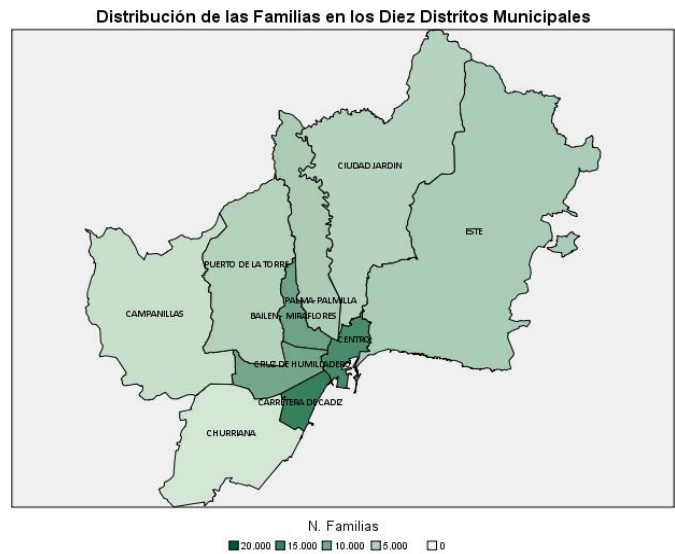 Distribución de las Familias en los Diez Distritos Municipales
CIUDAD JARDIN
ESTE
PUERTO DE LA TORRE
PALMA-PALMILLA
CAMPANILLAS
BAILEN - MIRAFLORES
CENTRO
CRUZ DE HUMILLADERO
CARRETERA DE CADIZ
CHURRIANA
N. Familias
20.000 15.000 10.000 5.000 0